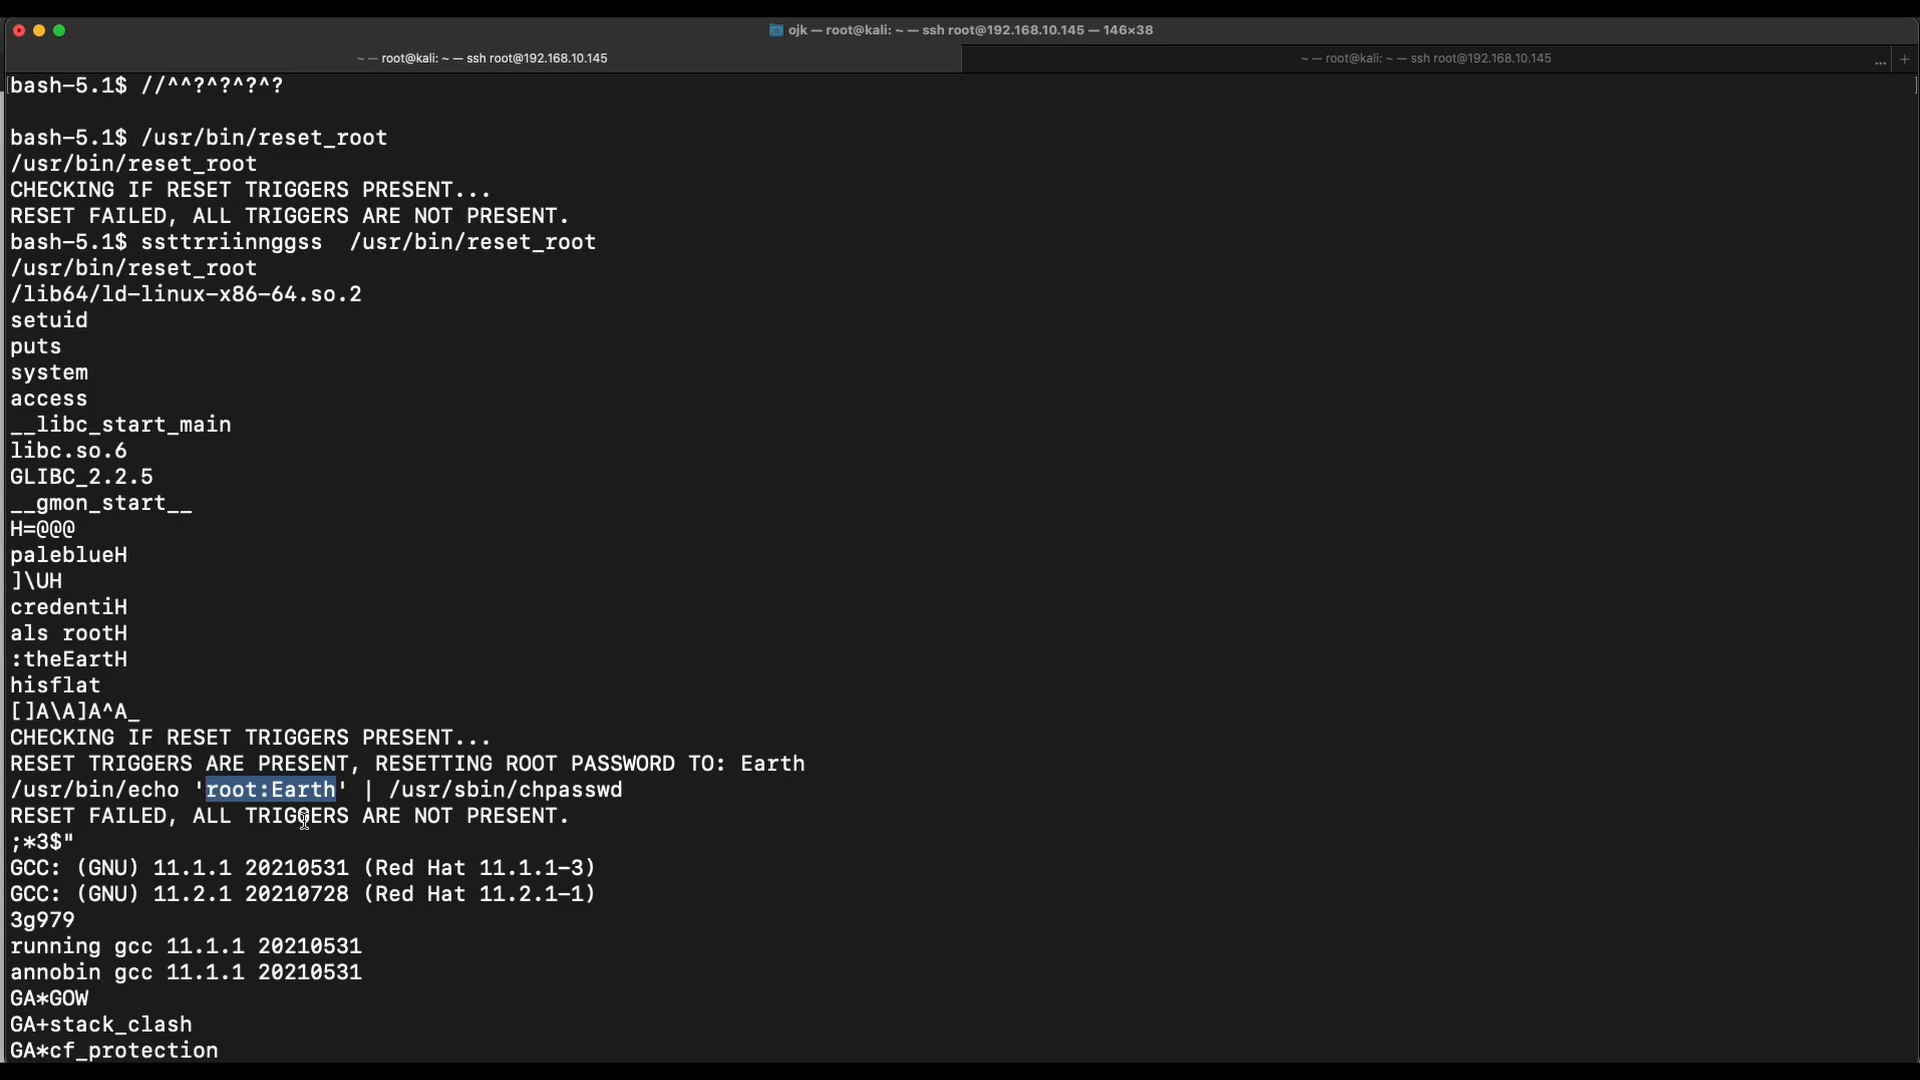 ojk — root@kali: ~ — ssh root@192.168.10.145 — 146×38
~ — root@kali: ~ — ssh root@192.168.10.145
~ — root@kali: ~ — ssh root@192.168.10.145
... +
bash-5.1$ //^^?^?^?^?
bash-5.1$ /usr/bin/reset_root
/usr/bin/reset_root
CHECKING IF RESET TRIGGERS PRESENT...
RESET FAILED, ALL TRIGGERS ARE NOT PRESENT.
bash-5.1$ ssttrriinnggss  /usr/bin/reset_root
/usr/bin/reset_root
/lib64/ld-linux-x86-64.so.2
setuid
puts
system
access
__libc_start_main
libc.so.6
GLIBC_2.2.5
__gmon_start__
H=@@@
paleblueH
]\UH
credentiH
als rootH
:theEartH
hisflat
[]A\A]A^A_
CHECKING IF RESET TRIGGERS PRESENT...
RESET TRIGGERS ARE PRESENT, RESETTING ROOT PASSWORD TO: Earth
/usr/bin/echo 'root:Earth' | /usr/sbin/chpasswd
RESET FAILED, ALL TRIGGERS ARE NOT PRESENT.
;*3$"
GCC: (GNU) 11.1.1 20210531 (Red Hat 11.1.1-3)
GCC: (GNU) 11.2.1 20210728 (Red Hat 11.2.1-1)
3g979
running gcc 11.1.1 20210531
annobin gcc 11.1.1 20210531
GA*GOW
GA+stack_clash
GA*cf_protection